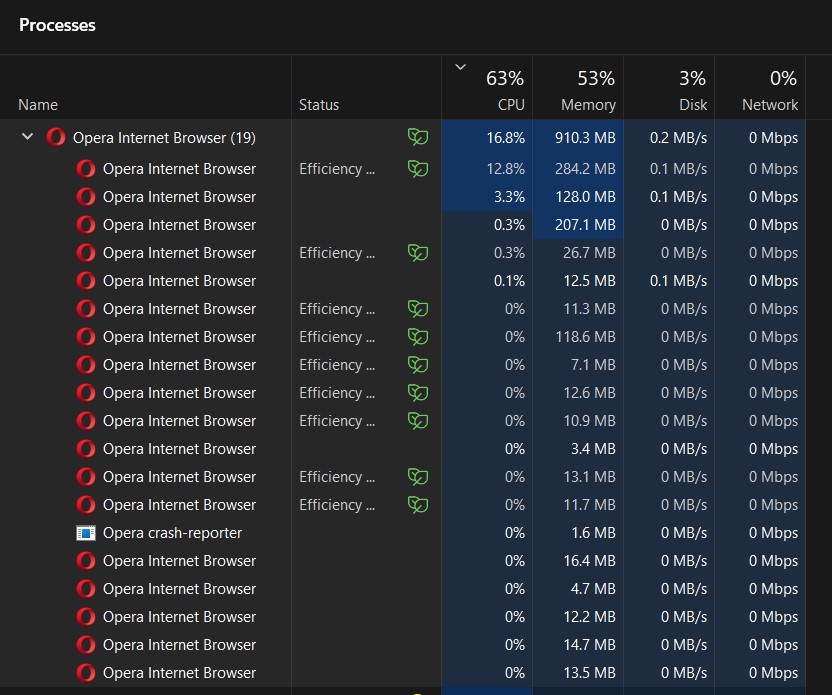 Processes
63% 53% 3% 0%
Name Status CPU Memory Disk Network
Opera Internet Browser (19) 16.8% 910.3 MB 0.2 MB/s 0 Mbps
Opera Internet Browser Efficiency ... 12.8% 284.2 MB 0.1 MB/s 0 Mbps
Opera Internet Browser 3.3% 128.0 MB 0.1 MB/s 0 Mbps
Opera Internet Browser 0.3% 207.1 MB 0 MB/s 0 Mbps
Opera Internet Browser Efficiency ... 0.3% 26.7 MB 0 MB/s 0 Mbps
Opera Internet Browser 0.1% 12.5 MB 0.1 MB/s 0 Mbps
Opera Internet Browser Efficiency ... 0% 11.3 MB 0 MB/s 0 Mbps
Opera Internet Browser Efficiency ... 0% 118.6 MB 0 MB/s 0 Mbps
Opera Internet Browser Efficiency ... 0% 7.1 MB 0 MB/s 0 Mbps
Opera Internet Browser Efficiency ... 0% 12.6 MB 0 MB/s 0 Mbps
Opera Internet Browser Efficiency ... 0% 10.9 MB 0 MB/s 0 Mbps
Opera Internet Browser 0% 3.4 MB 0 MB/s 0 Mbps
Opera Internet Browser Efficiency ... 0% 13.1 MB 0 MB/s 0 Mbps
Opera Internet Browser Efficiency ... 0% 11.7 MB 0 MB/s 0 Mbps
Opera crash-reporter 0% 1.6 MB 0 MB/s 0 Mbps
Opera Internet Browser 0% 16.4 MB 0 MB/s 0 Mbps
Opera Internet Browser 0% 4.7 MB 0 MB/s 0 Mbps
Opera Internet Browser 0% 12.2 MB 0 MB/s 0 Mbps
Opera Internet Browser 0% 14.7 MB 0 MB/s 0 Mbps
Opera Internet Browser 0% 13.5 MB 0 MB/s 0 Mbps